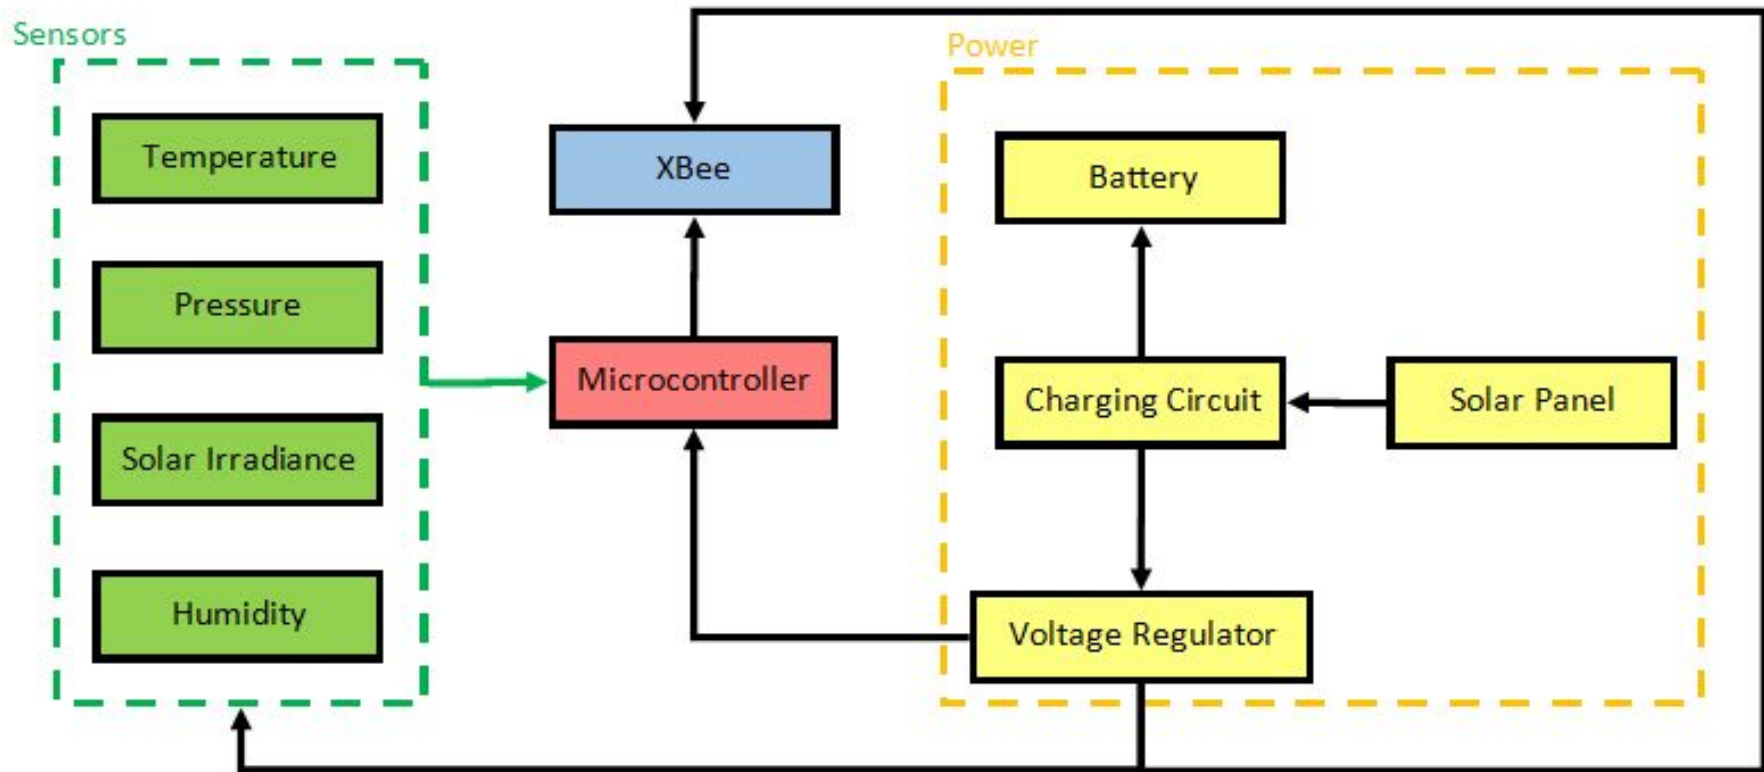 Sensors
Temperature
Pressure
Solar Irradiance
Humidity
XBee
Microcontroller
Power
Battery
Charging Circuit
Solar Panel
Voltage Regulator